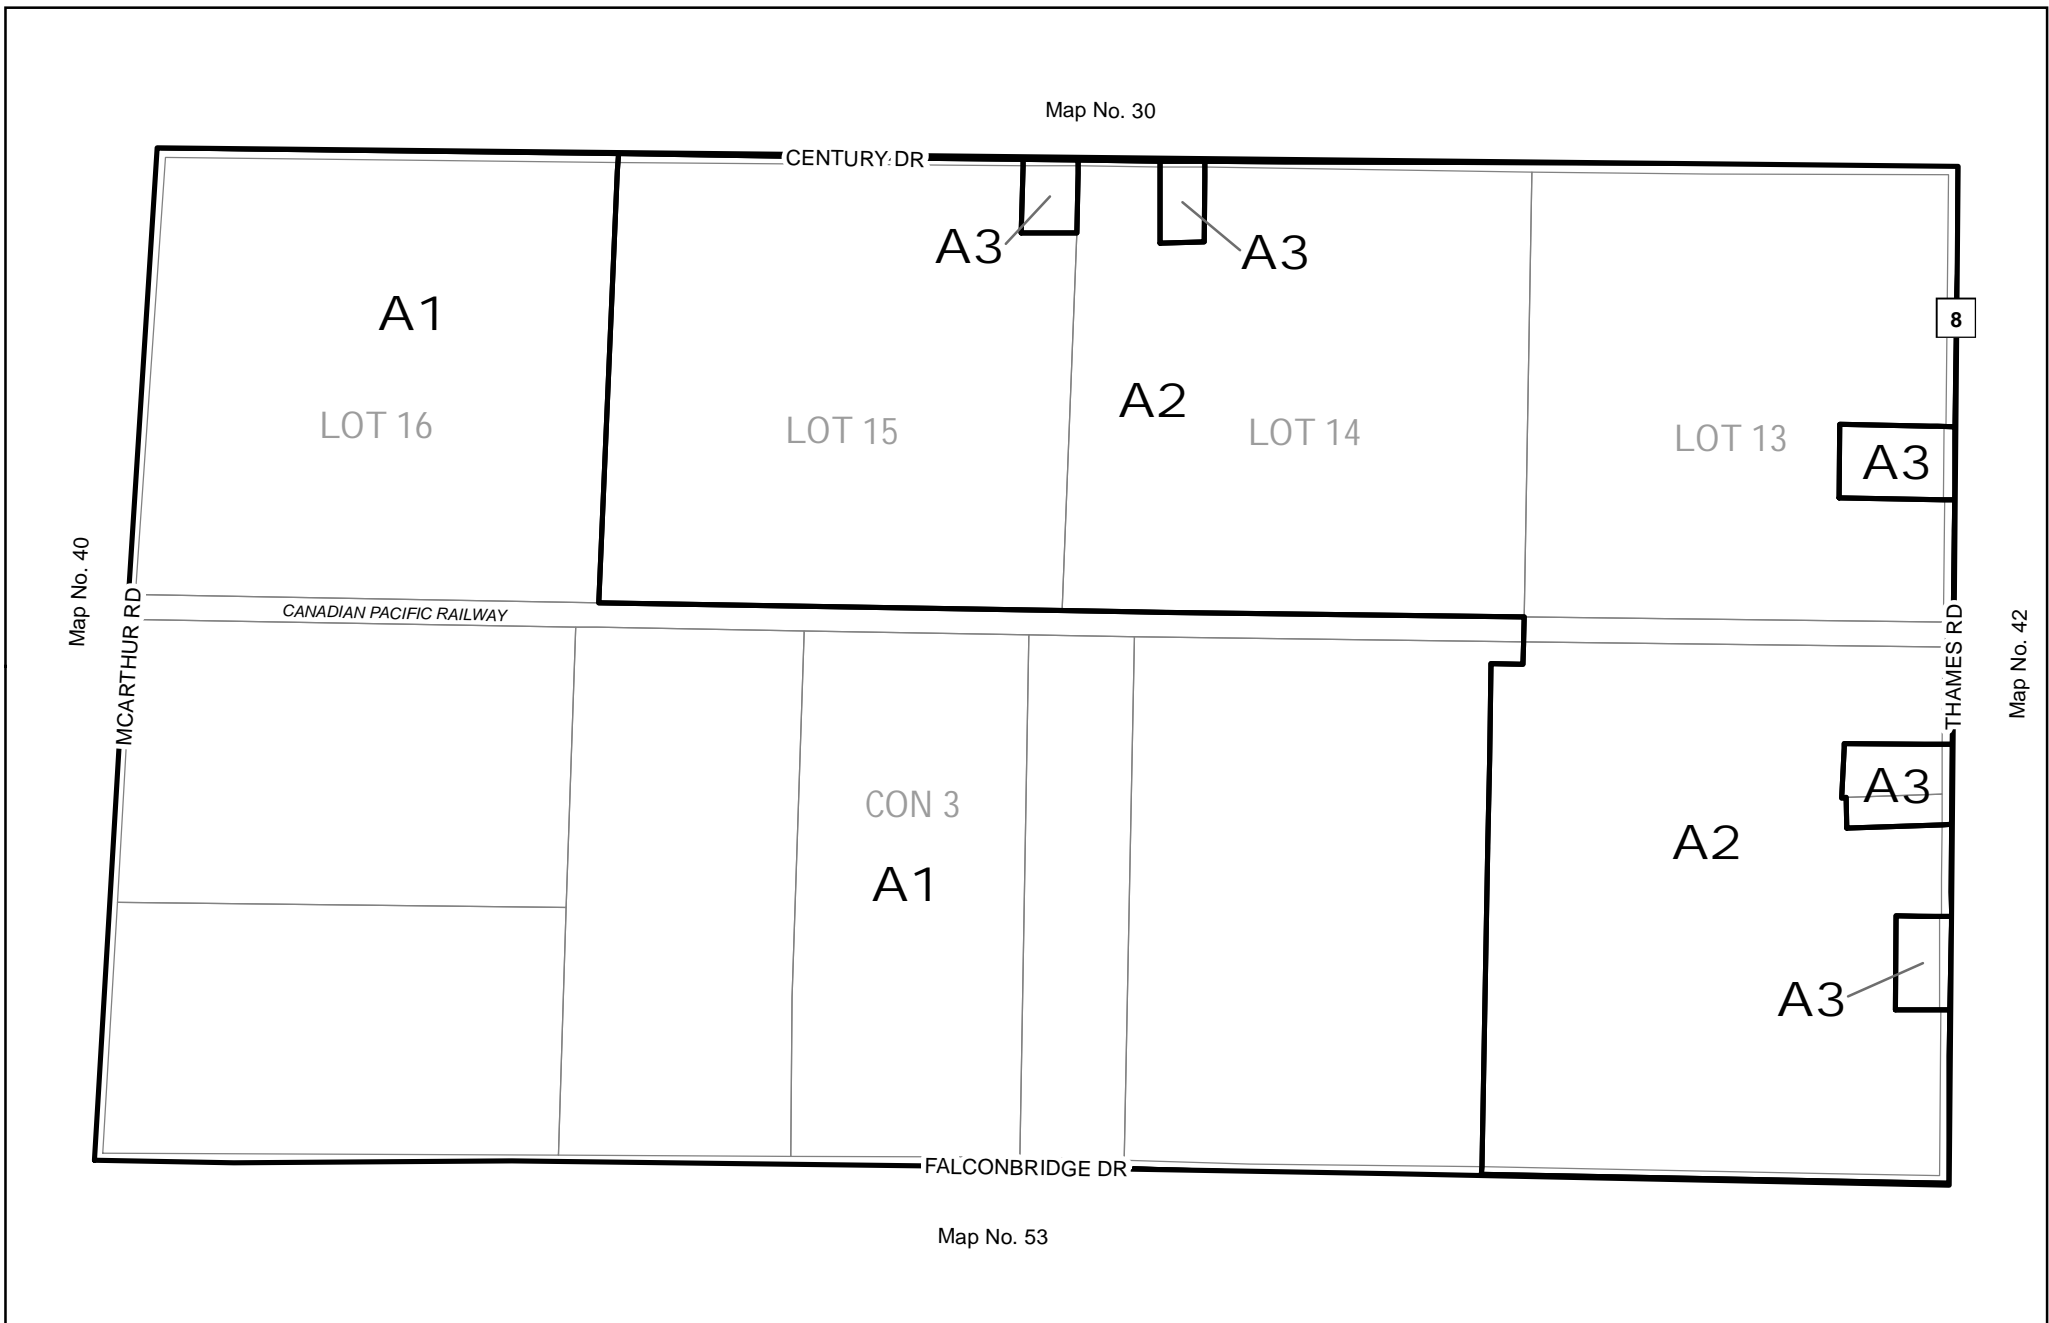 Map No. 30
CENTURY DR
A3
A3
A1
8
A2
LOT 16
LOT 15
LOT 14
LOT 13
A3
Map No. 40
MCARTHUR RD
CANADIAN PACIFIC RAILWAY
THAMES RD
Map No. 42
A3
CON 3
A2
A1
A3
FALCONBRIDGE DR
Map No. 53